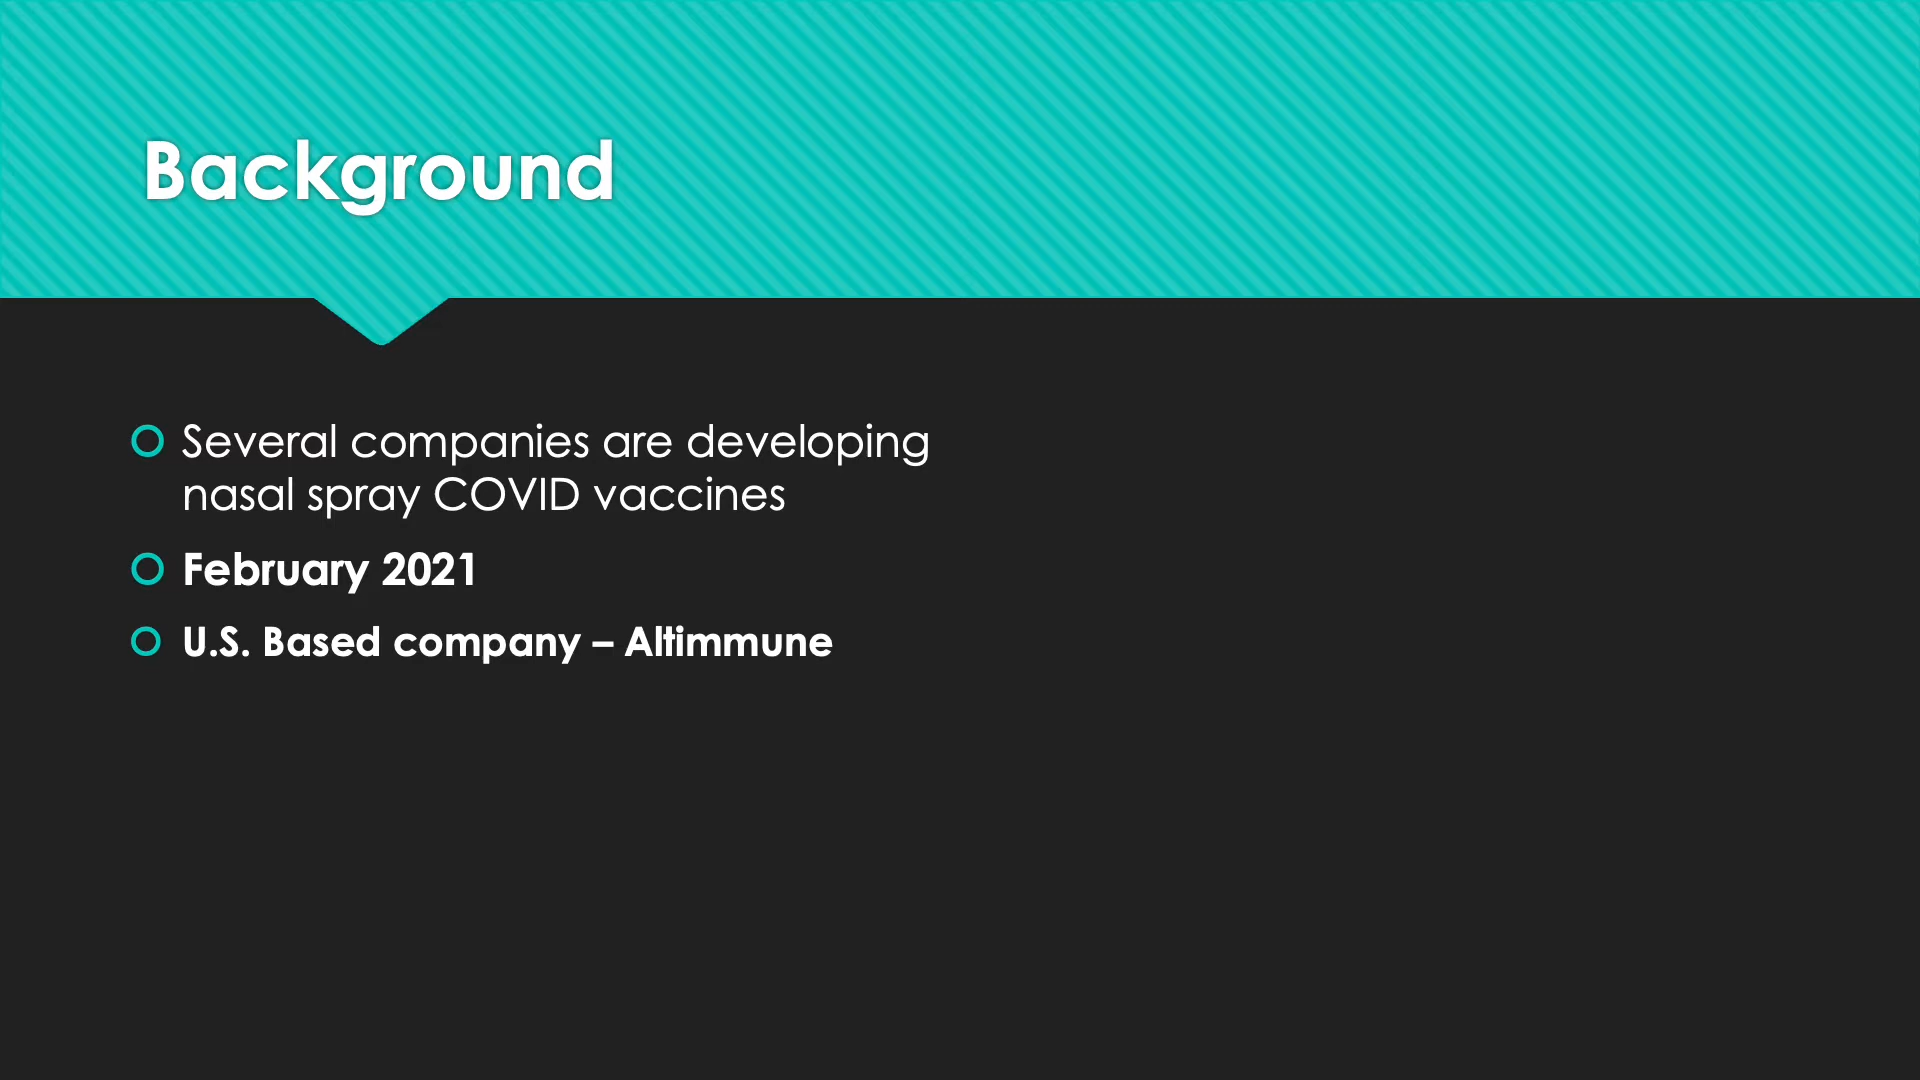 Background
Several companies are developing
nasal spray COVID vaccines
February 2021
U.S. Based company – Altimmune